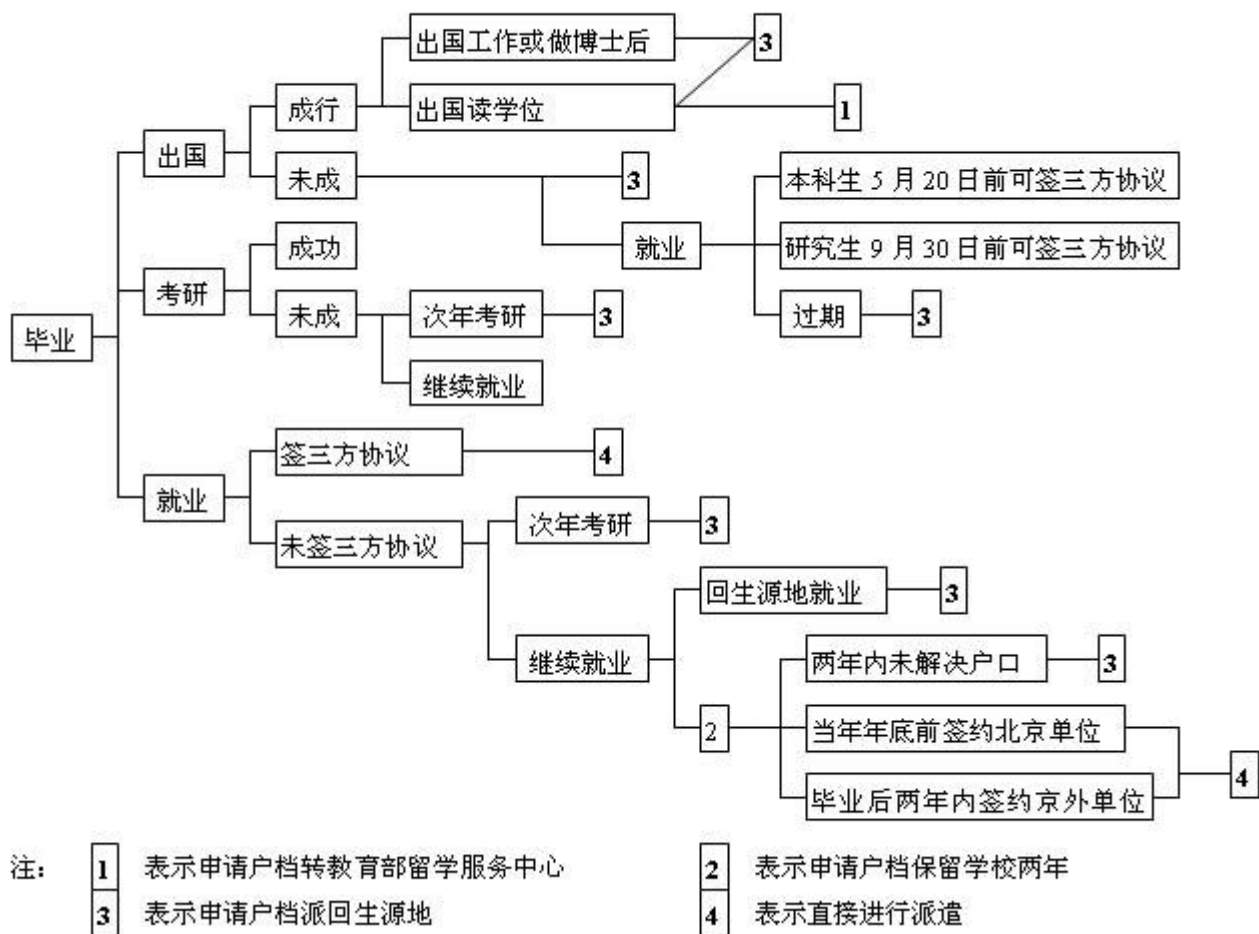 出国工作或做博士后
3
成行
出国读学位
1
出国
未成
3
本科生 5 月 20 日前可签三方协议
成功
就业
研究生 9 月 30 日前可签三方协议
考研
未成
次年考研
3
过期
3
毕业
继续就业
签三方协议
4
就业
次年考研
3
未签三方协议
回生源地就业
3
继续就业
两年内未解决户口
3
2
当年年底前签约北京单位
4
毕业后两年内签约京外单位
注： 1 表示申请户档转教育部留学服务中心 2 表示申请户档保留学校两年
3 表示申请户档派回生源地 4 表示直接进行派遣